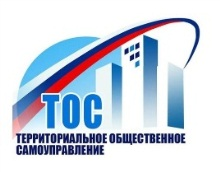 ТОС
ТЕРРИТОРИАЛЬНОЕ ОБЩЕСТВЕННОЕ
САМОУПРАВЛЕНИЕ